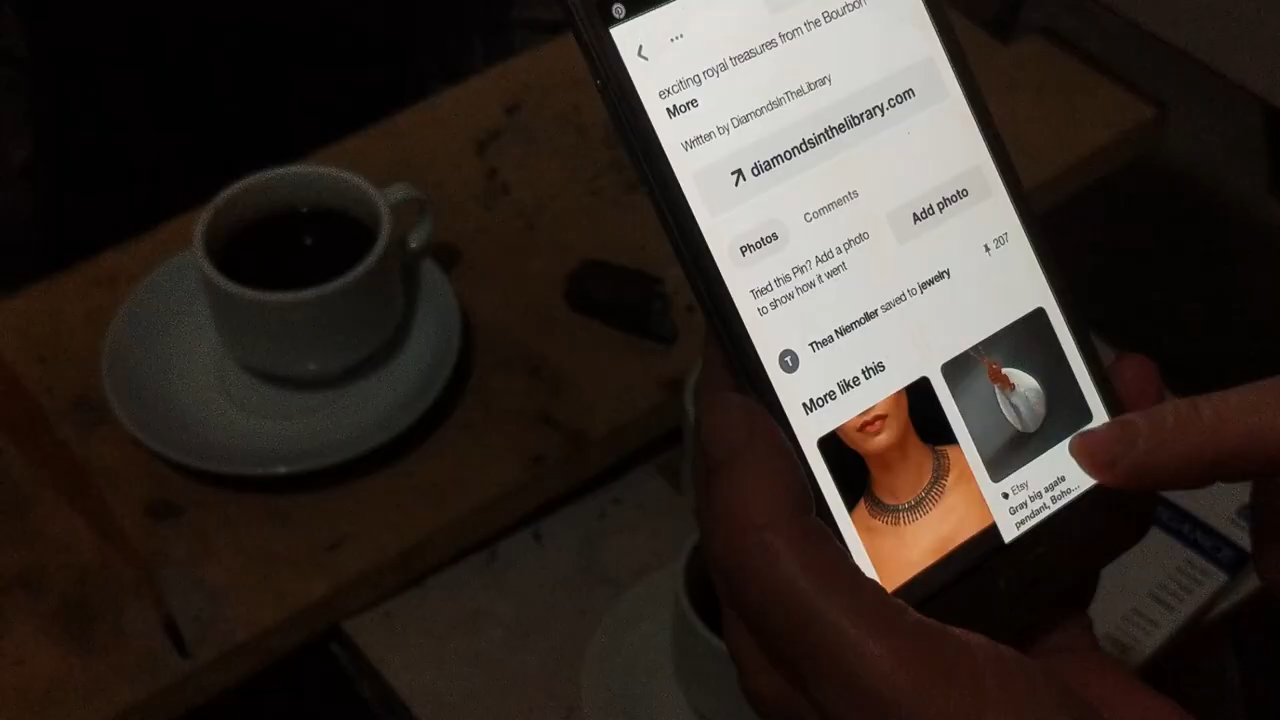 exciting royal treasures from the Bourbon
More
Written by DiamondsInTheLibrary
diamondsinthelibrary.com
Photos
Comments
Add photo
Tried this Pin? Add a photo
to show how it went
207
T
Thea Niemoller saved to jewelry
More like this
Etsy
Gray big agate
pendant, Boho...